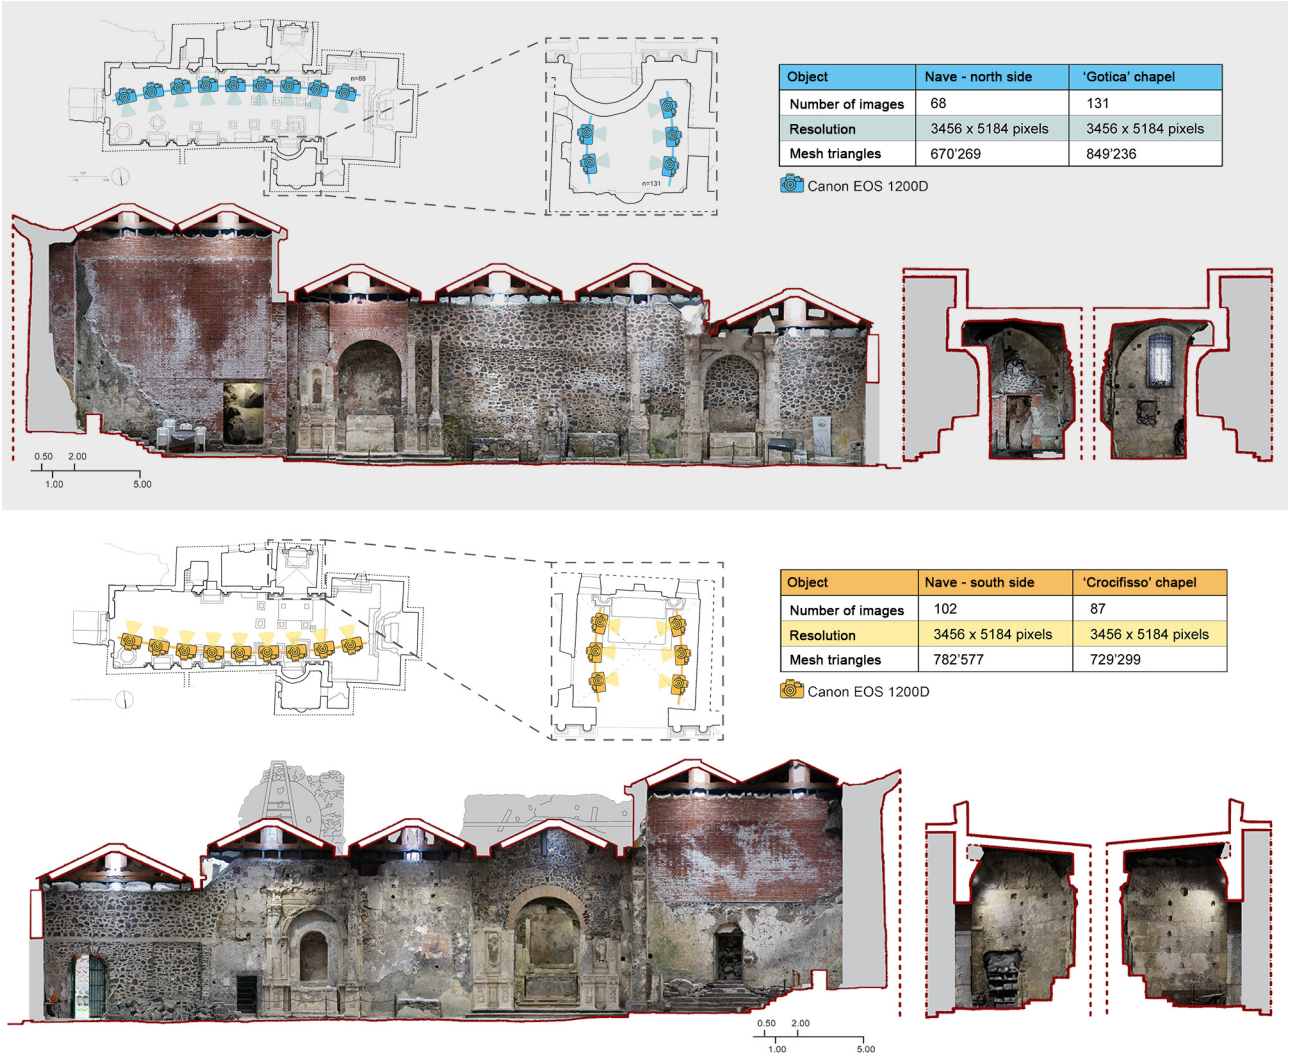 n=68
n=131
Object Nave - north side 'Gotica' chapel
Number of images 68 131
Resolution 3456 x 5184 pixels 3456 x 5184 pixels
Mesh triangles 670'269 849'236
Canon EOS 1200D
0.50 2.00
1.00 5.00
Object Nave - south side 'Crocifisso' chapel
Number of images 102 87
Resolution 3456 x 5184 pixels 3456 x 5184 pixels
Mesh triangles 782'577 729'299
Canon EOS 1200D
0.50 2.00
1.00 5.00